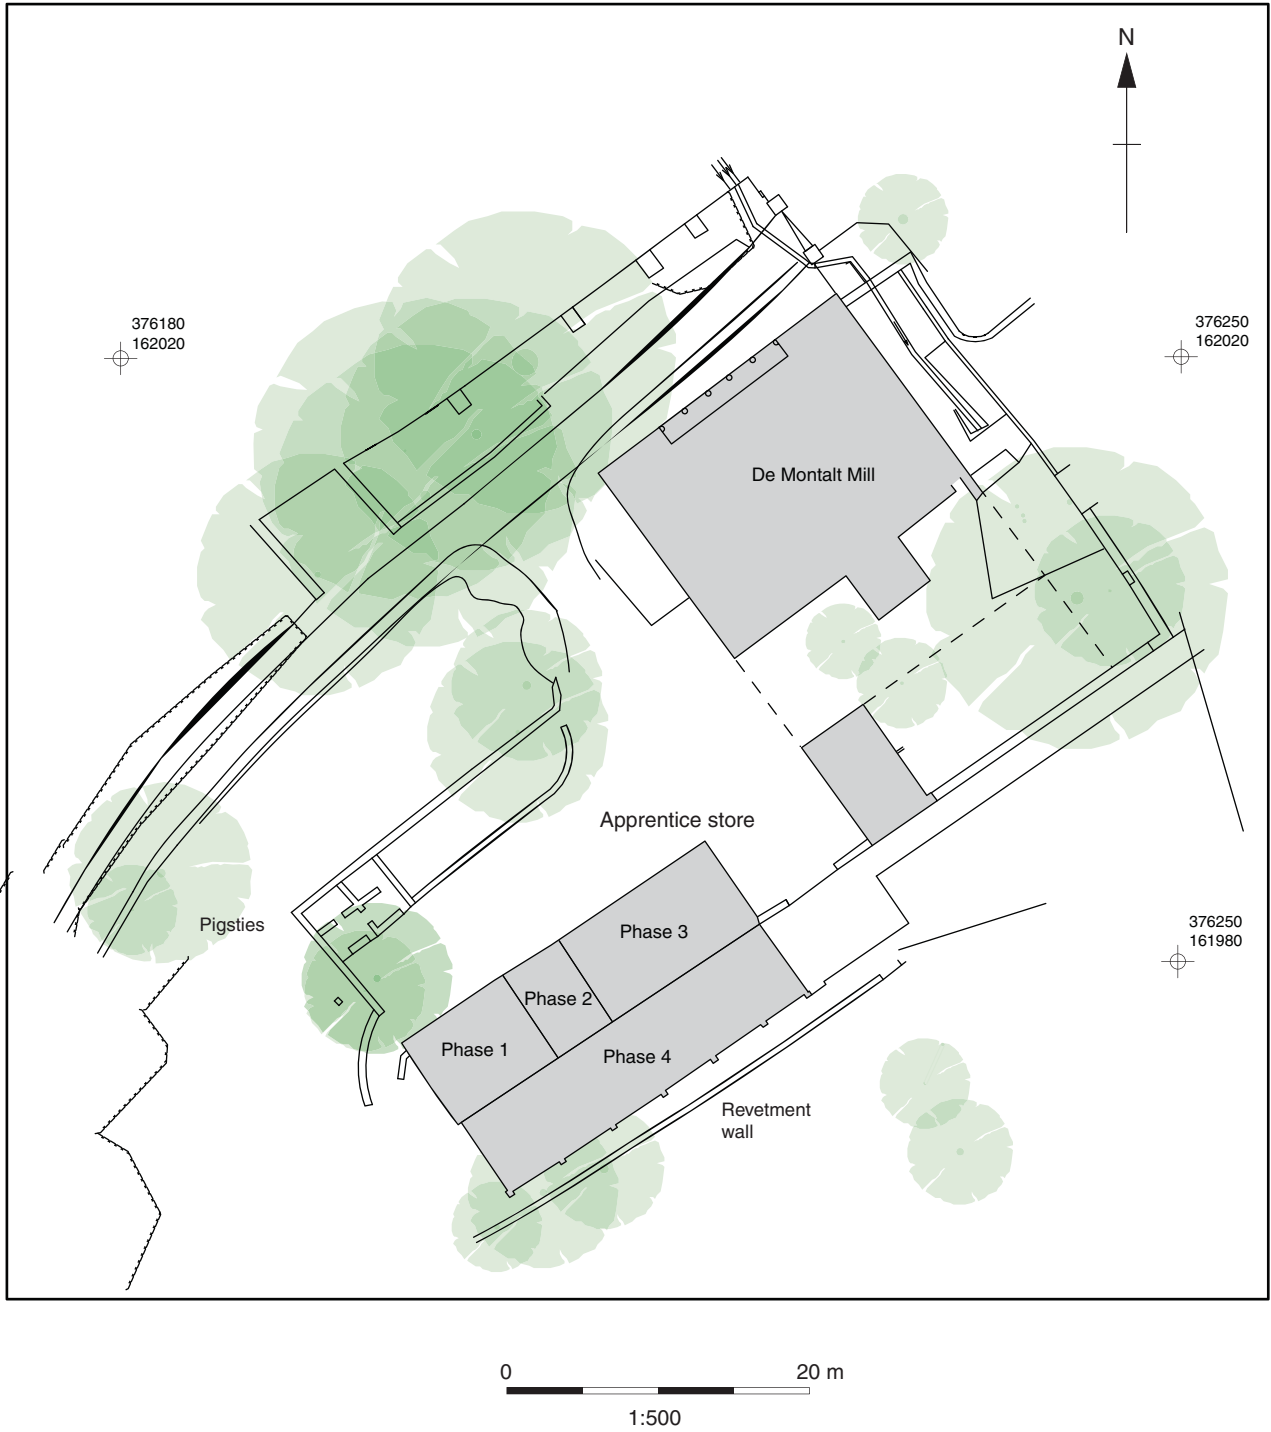 N
376180
162020
376250
162020
De Montalt Mill
Apprentice store
Pigsties
Phase 3
376250
161980
Phase 2
Phase 1
Phase 4
Revetment
wall
0 20 m
1:500